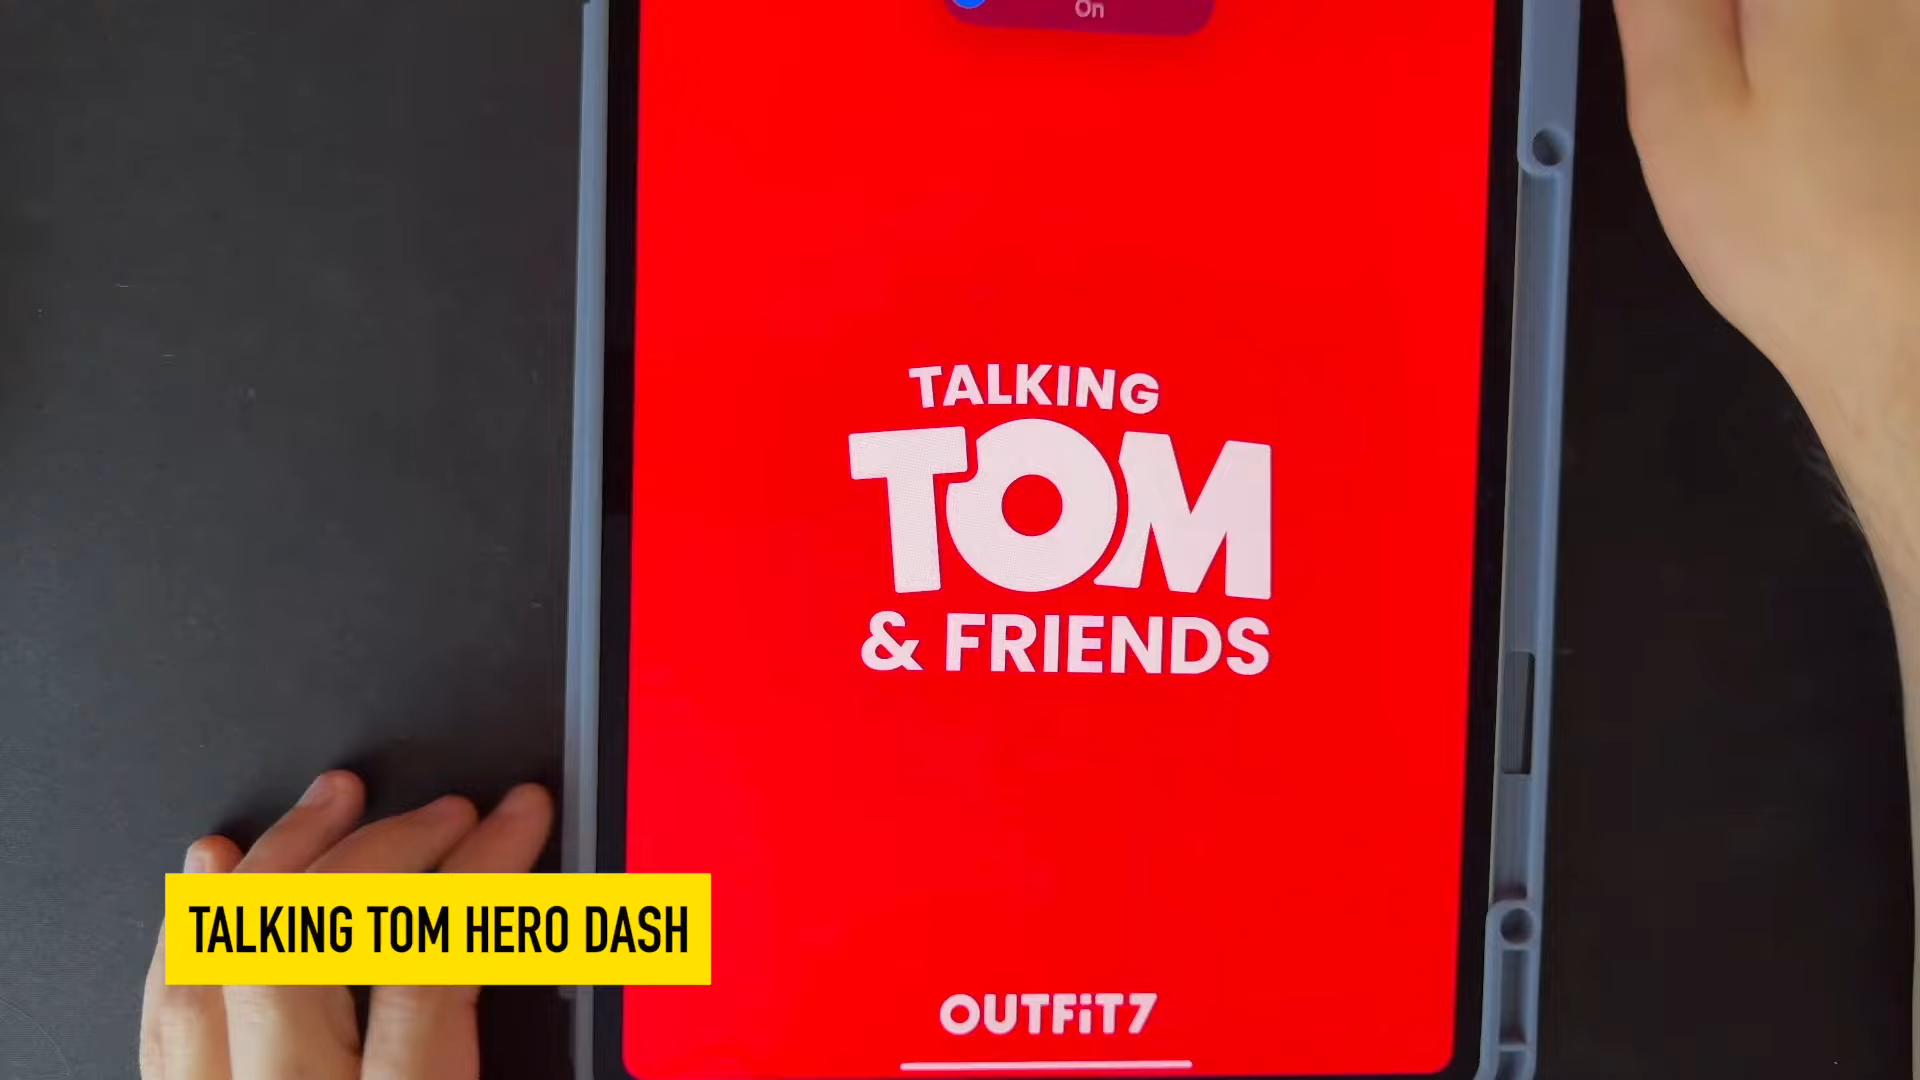 On
TALKING
TOM
& FRIENDS
TALKING TOM HERO DASH
OUTFiT7